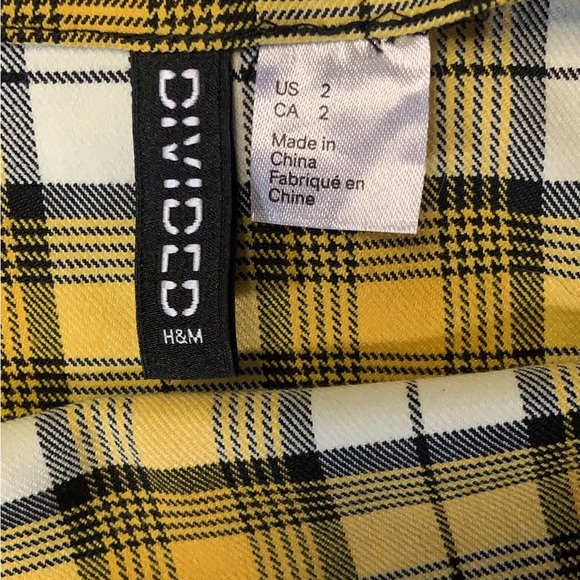 DIVIDED
H&M
US 2
CA 2
Made in
China
Fabriqué en
Chine